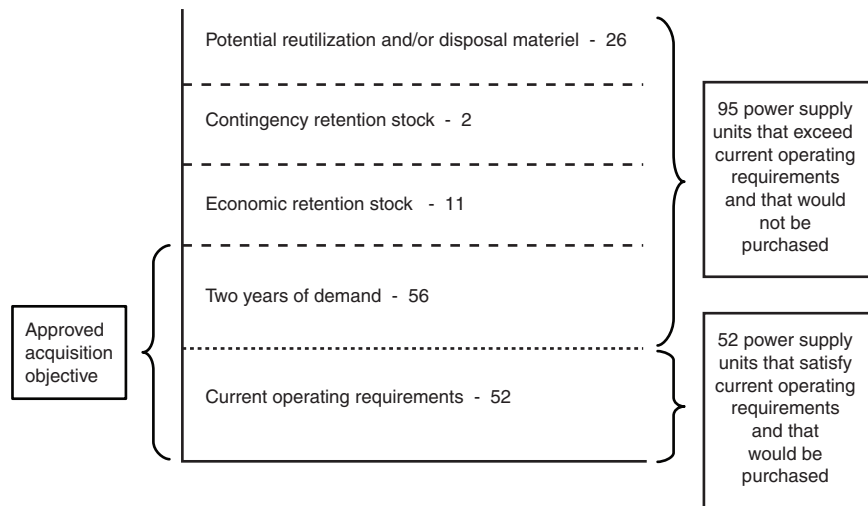 Potential reutilization and/or disposal materiel - 26
Contingency retention stock - 2
Economic retention stock - 11
Two years of demand - 56
Current operating requirements - 52
Approved
acquisition
objective
95 power supply
units that exceed
current operating
requirements
and that would
not be
purchased
52 power supply
units that satisfy
current operating
requirements
and that
would be
purchased